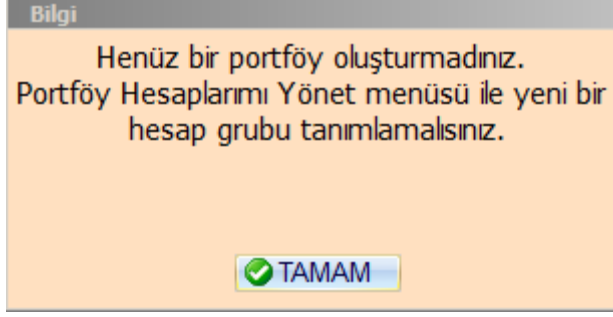 Bilgi
Henüz bir portföy oluşturmadınız.
Portföy Hesaplarımı Yönet menüsü ile yeni bir
hesap grubu tanımlamalısınız.
TAMAM